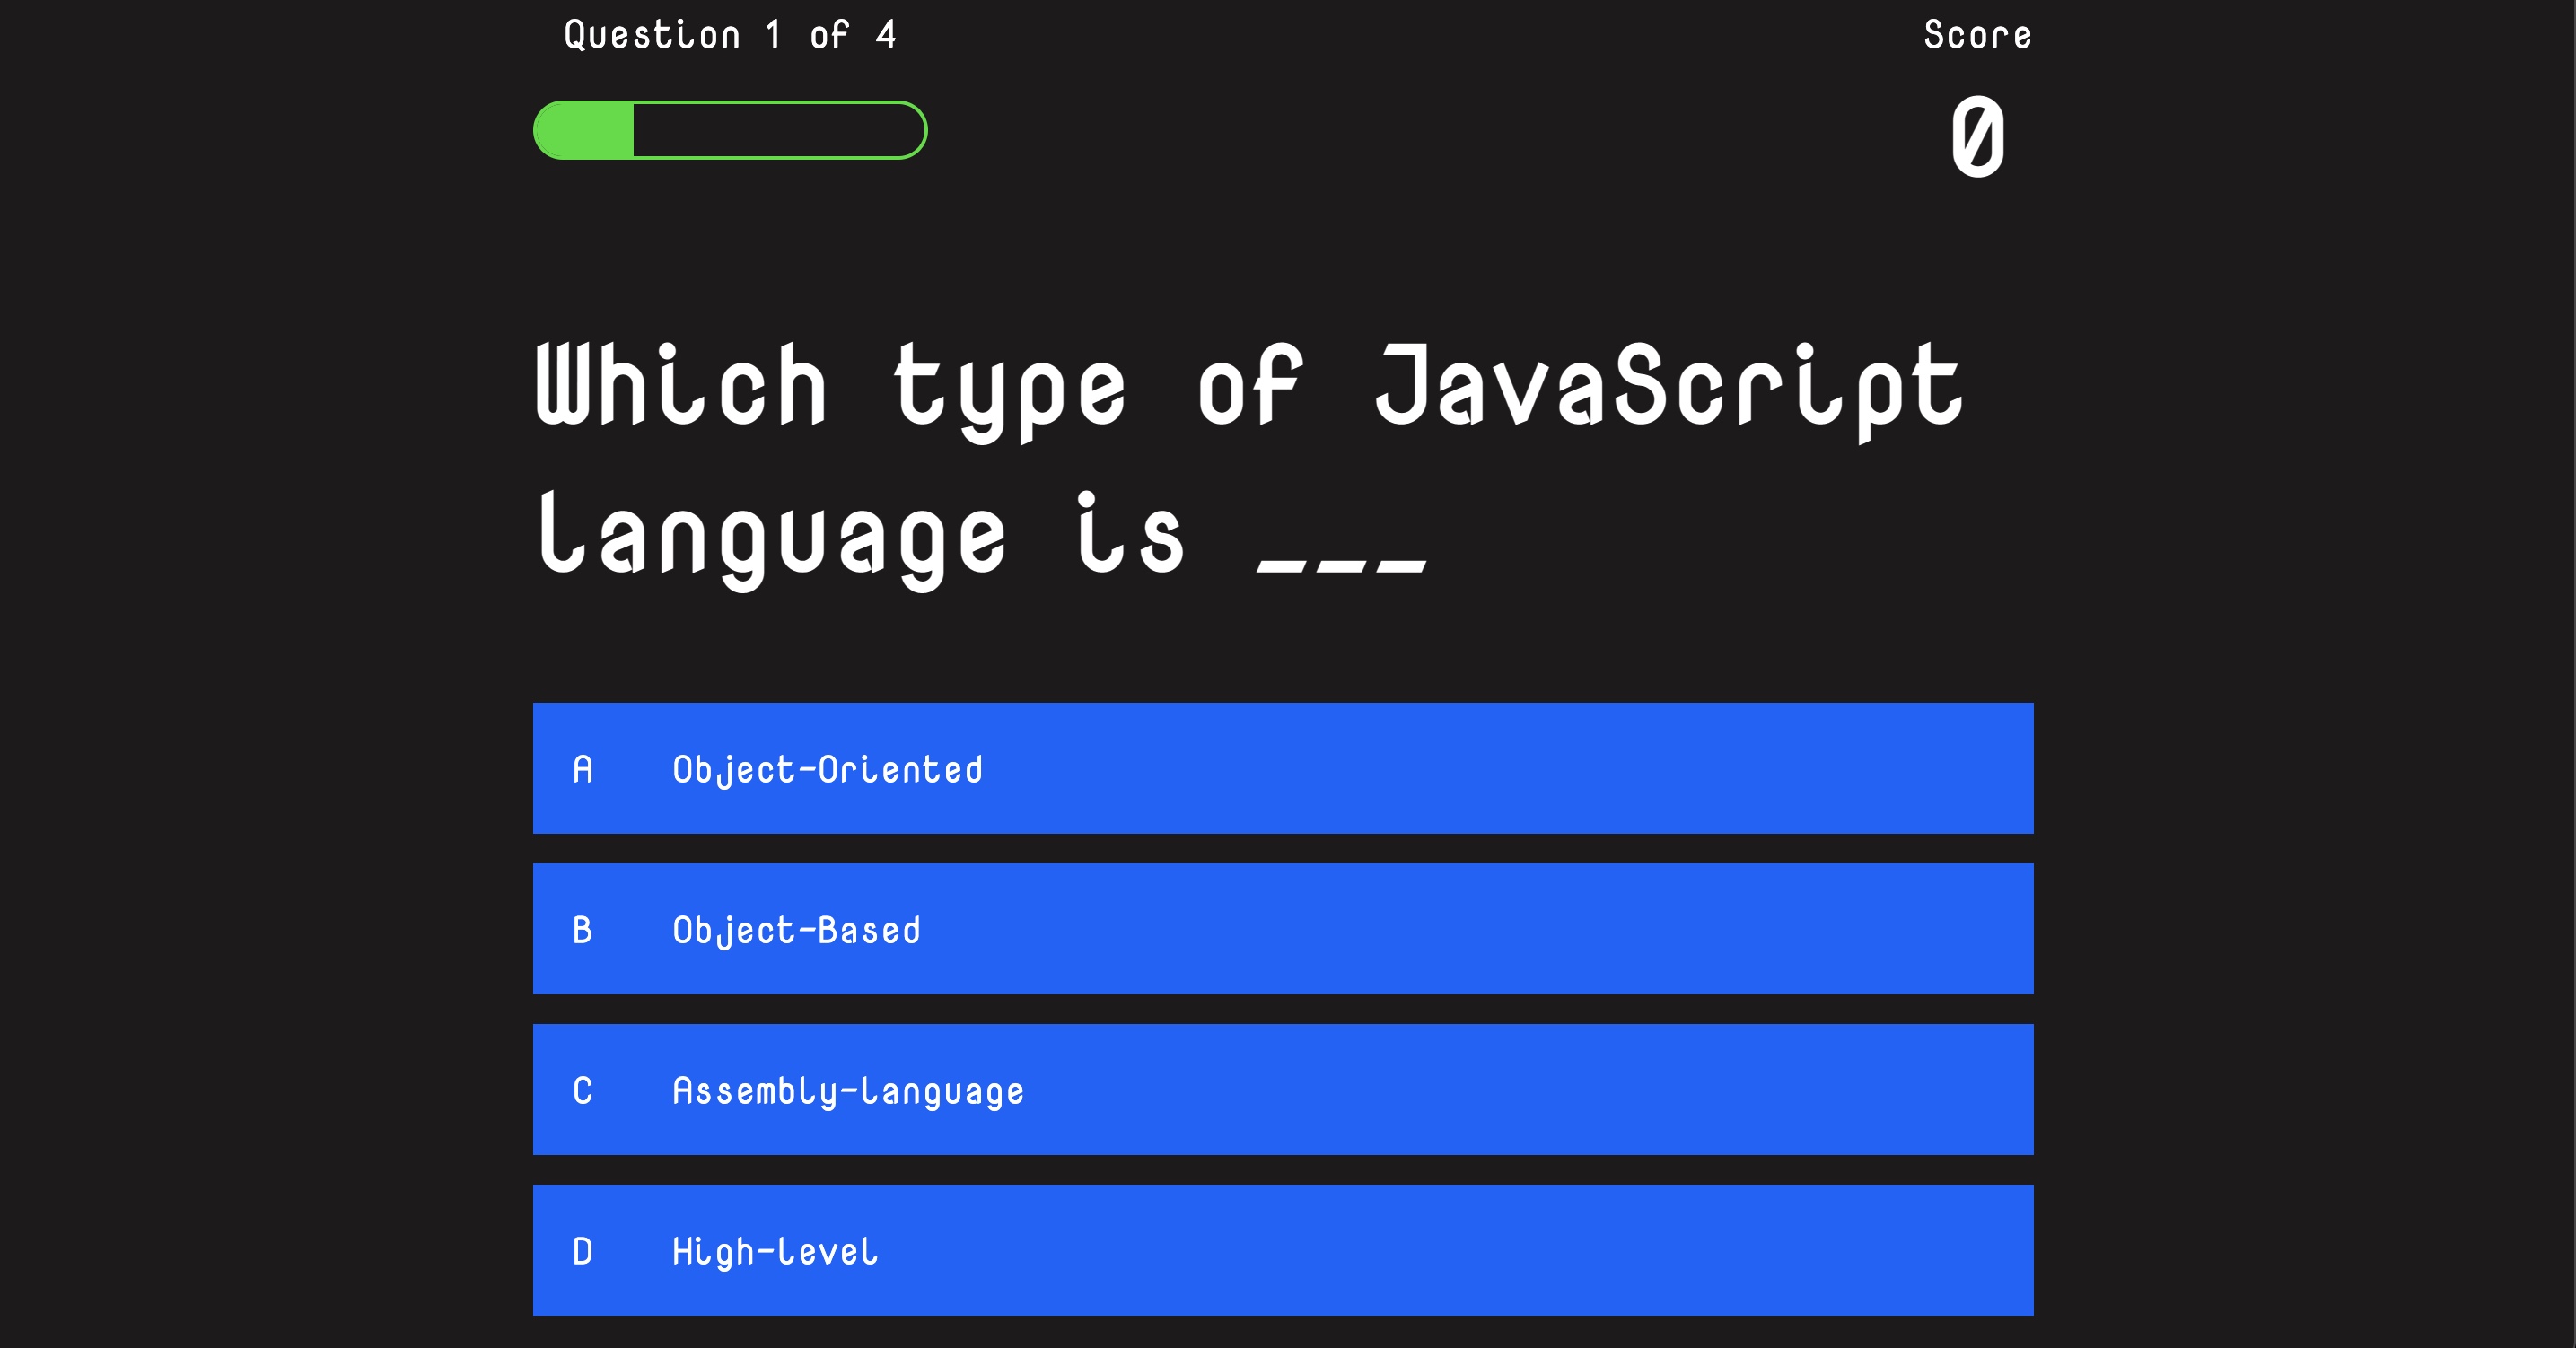 Question 1 of 4
Score
0
Which type of JavaScript
language is ___
A Object-Oriented
B Object-Based
C Assembly-language
D High-level